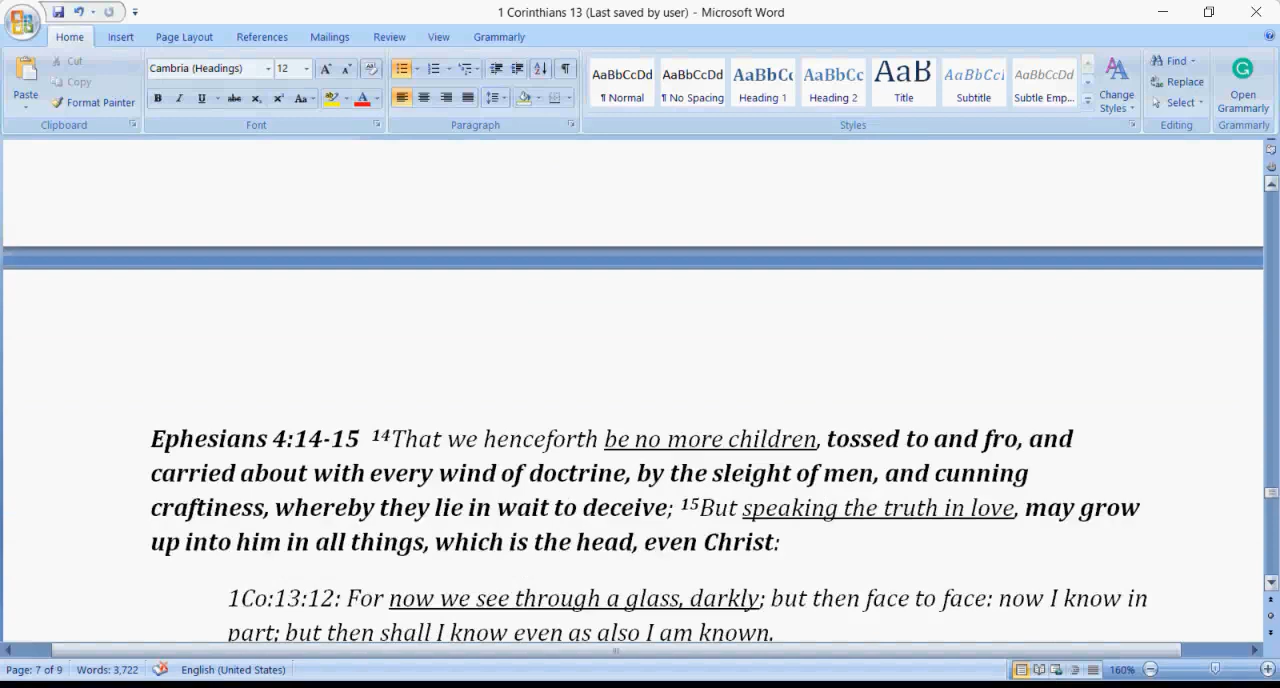 1 Corinthians 13 (Last saved by user) - Microsoft Word
Home Insert Page Layout References Mailings Review View Grammarly
Paste
Cut
Copy
Format Painter
Clipboard
Cambria (Headings) 12
Font
Paragraph
AaBbCcDd AaBbCcDd AaBbCc AaBbCc AaB AaBbCcI AaBbCcDd
¶ Normal ¶ No Spacing Heading 1 Heading 2 Title Subtitle Subtle Emp...
Change
Styles
Styles
Find
Replace
Select
Editing
Open
Grammarly
Grammarly
Ephesians 4:14-15 ¹⁴That we henceforth be no more children, tossed to and fro, and
carried about with every wind of doctrine, by the sleight of men, and cunning
craftiness, whereby they lie in wait to deceive; ¹⁵But speaking the truth in love, may grow
up into him in all things, which is the head, even Christ:
1Co:13:12: For now we see through a glass, darkly; but then face to face: now I know in
part; but then shall I know even as also I am known.
Page: 7 of 9 Words: 3,722 English (United States) 160%